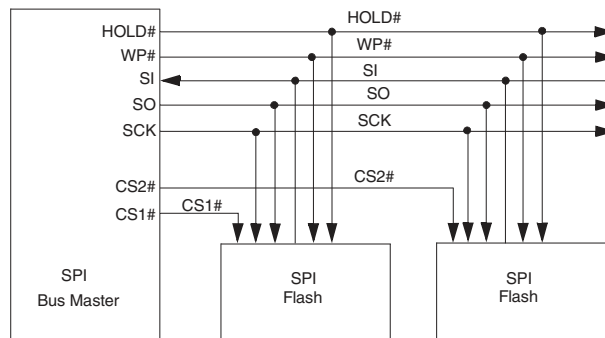 HOLD#
HOLD#
WP#
WP#
SI
SI
SO
SO
SCK
SCK
CS2#
CS2#
CS1#
CS1#
SPI
Bus Master
SPI
Flash
SPI
Flash